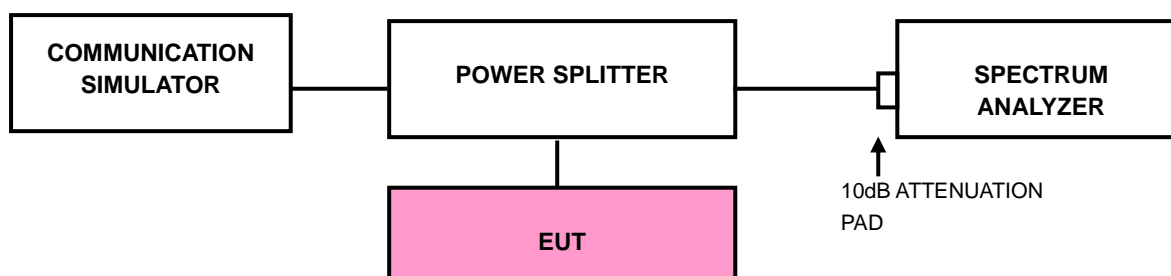 COMMUNICATION
SIMULATOR
POWER SPLITTER
SPECTRUM
ANALYZER
10dB ATTENUATION
PAD
EUT